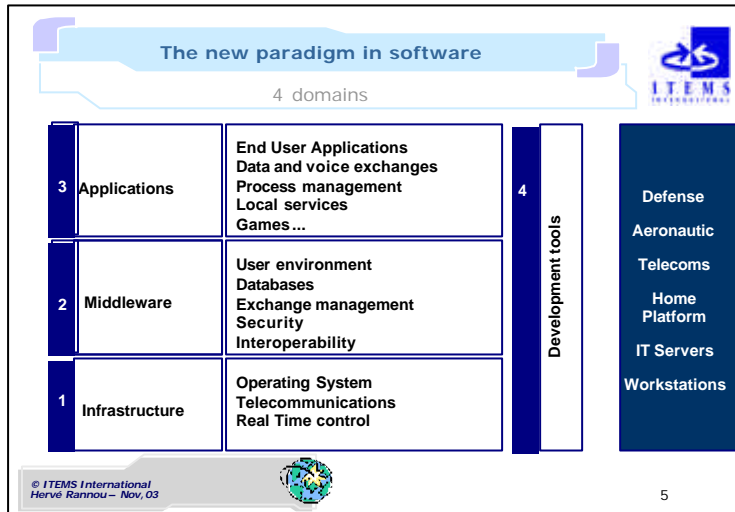 The new paradigm in software
4 domains
ITEMS
INTERNATIONAL
3
Applications
End User Applications
Data and voice exchanges
Process management
Local services
Games...
2
Middleware
User environment
Databases
Exchange management
Security
Interoperability
1
Infrastructure
Operating System
Telecommunications
Real Time control
4
Development tools
Defense
Aeronautic
Telecoms
Home
Platform
IT Servers
Workstations
© ITEMS International
Hervé Rannou – Nov, 03
5